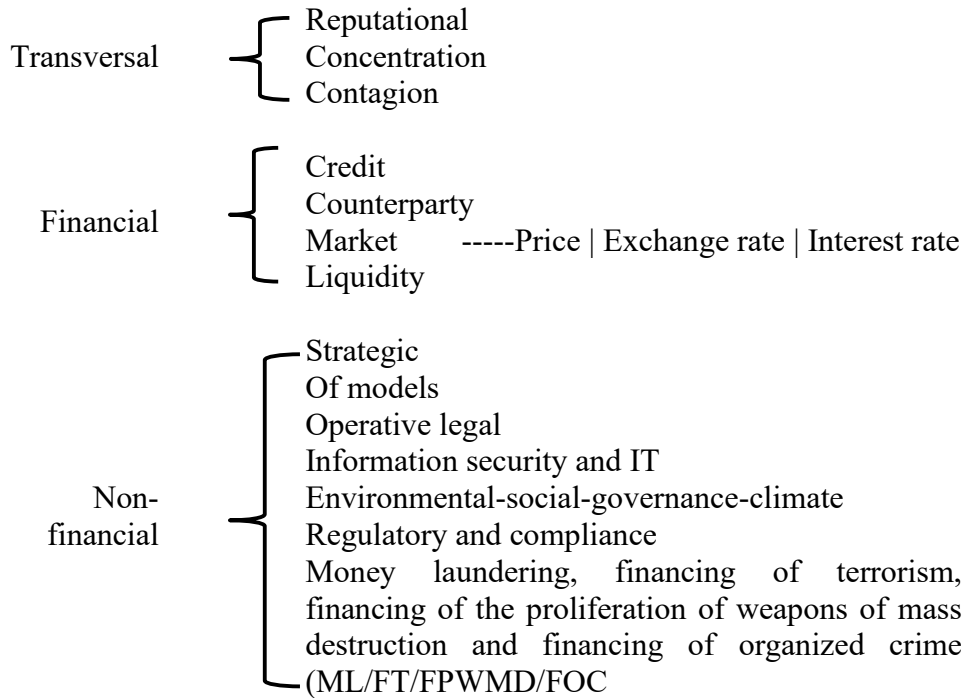 Reputational
Transversal
Concentration
Contagion
Credit
Counterparty
Financial
Market -----Price | Exchange rate | Interest rate
Liquidity
Strategic
Of models
Operative legal
Information security and IT
Non-
financial
Environmental-social-governance-climate
Regulatory and compliance
Money laundering, financing of terrorism,
financing of the proliferation of weapons of mass
destruction and financing of organized crime
(ML/FT/FPWMD/FOC